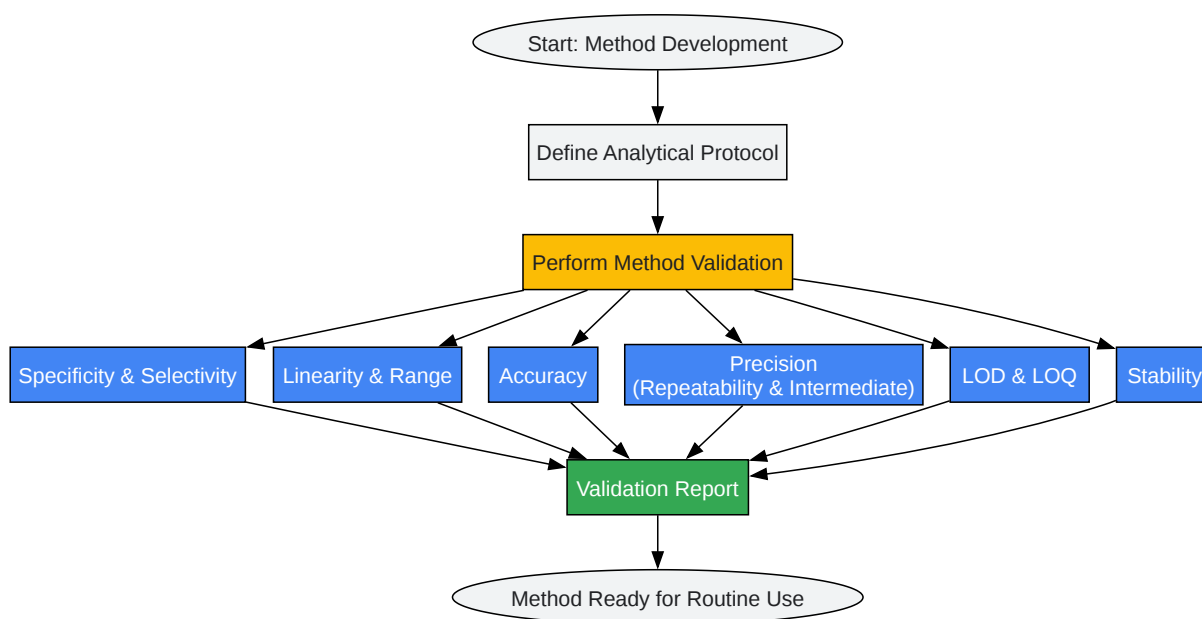 Start: Method Development
Define Analytical Protocol
Perform Method Validation
Specificity & Selectivity
Linearity & Range
Accuracy
Precision
(Repeatability & Intermediate)
LOD & LOQ
Stability
Validation Report
Method Ready for Routine Use